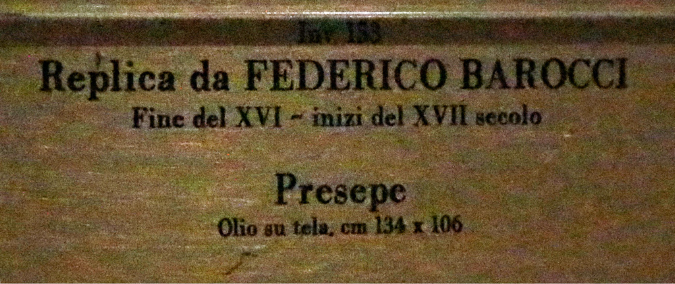 Inv. 133
Replica da FEDERICO BAROCCI
Fine del XVI - inizi del XVII secolo
Presepe
Olio su tela, cm 134 x 106